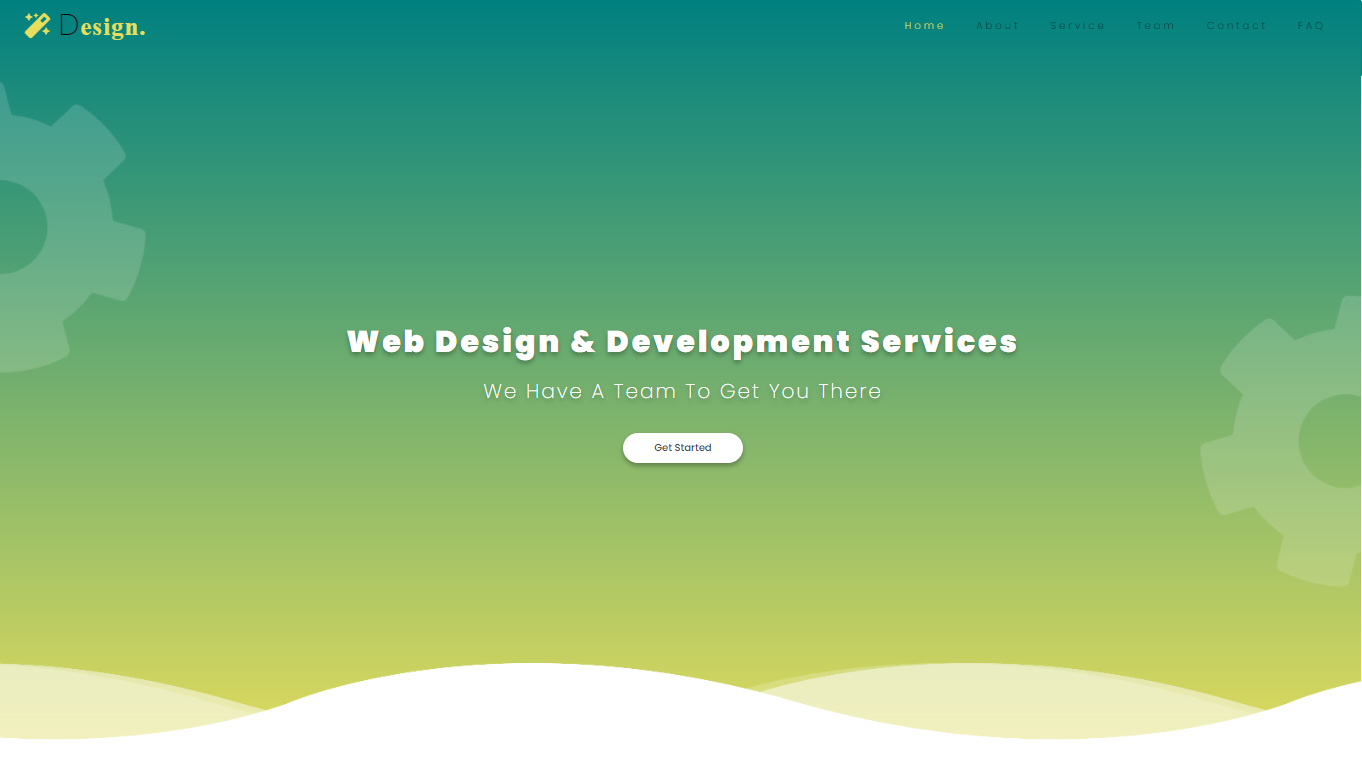 Design.
Home About Service Team Contact FAQ
Web Design & Development Services
We Have A Team To Get You There
Get Started